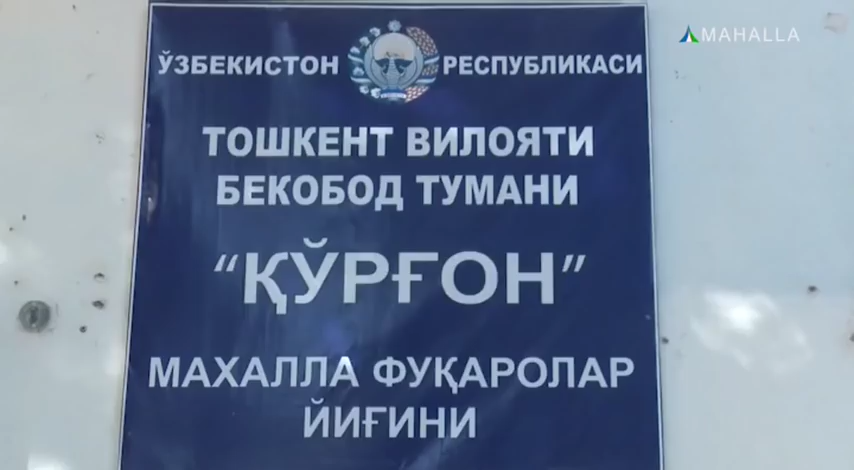 MAHALLA
ЎЗБЕКИСТОН РЕСПУБЛИКАСИ
ТОШКЕНТ ВИЛОЯТИ
БЕКОБОД ТУМАНИ
“ҚЎРҒОН”
МАХАЛЛА ФУҚАРОЛАР
ЙИҒИНИ